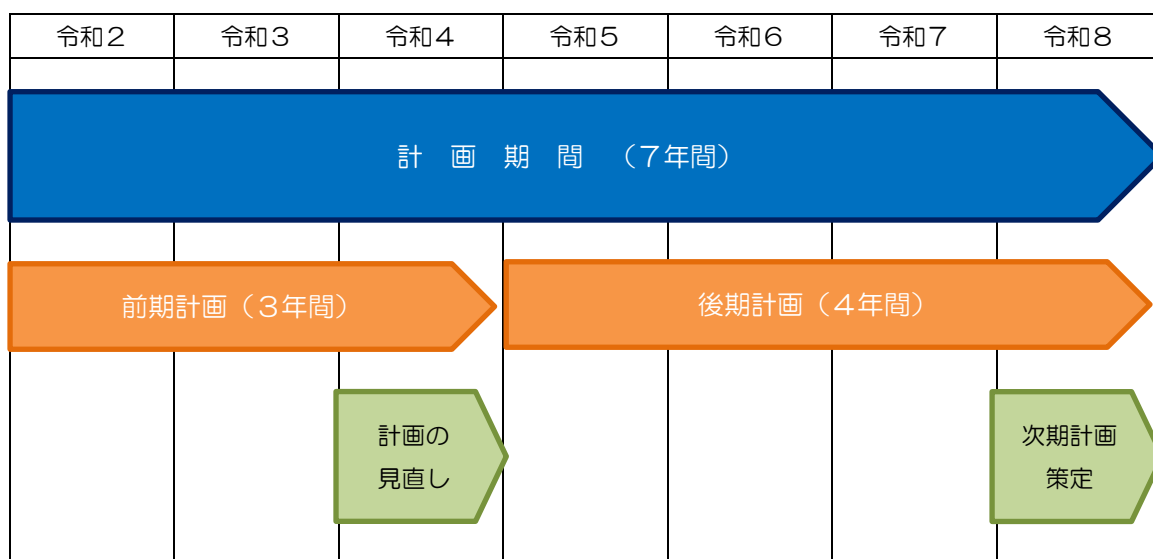 令和２ 令和３ 令和４ 令和５ 令和６ 令和７ 令和８
計 画 期 間 （７年間）
前期計画（３年間） 後期計画（４年間）
計画の 次期計画
見直し 策定